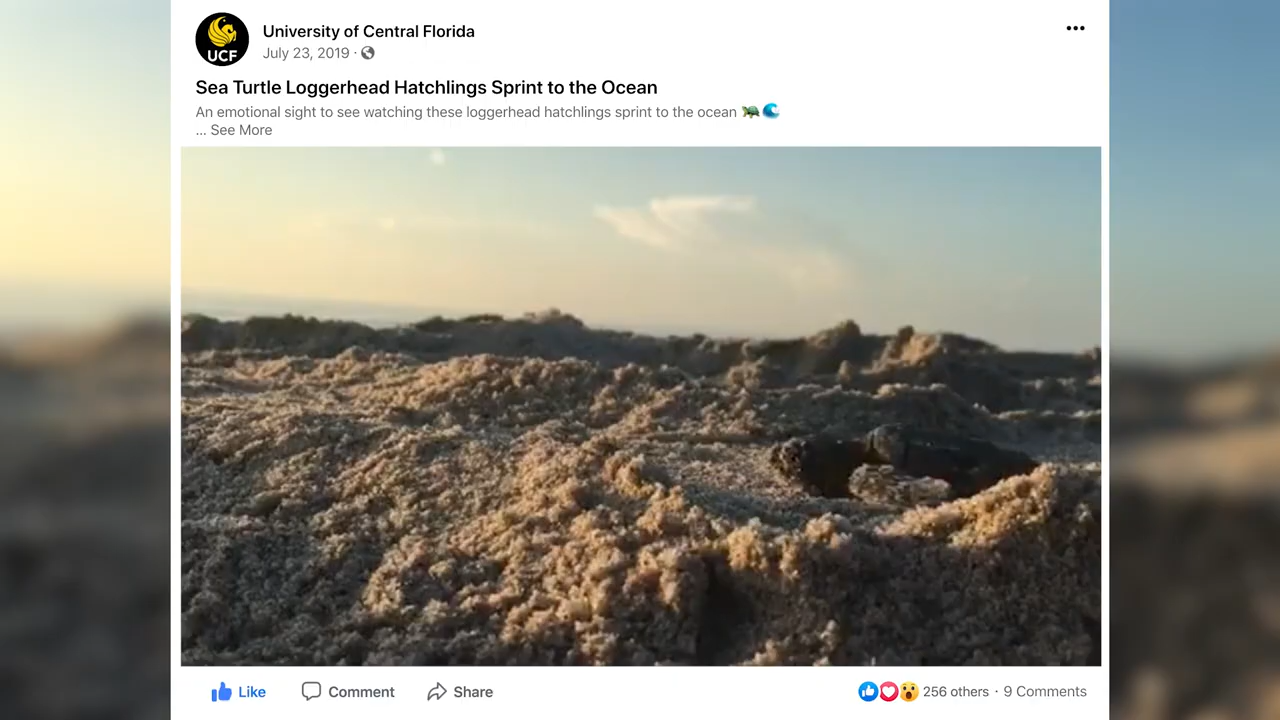 University of Central Florida
UCF
July 23, 2019 ·
Sea Turtle Loggerhead Hatchlings Sprint to the Ocean
An emotional sight to see watching these loggerhead hatchlings sprint to the ocean 🐢🌊
... See More
Like
Comment
Share
256 others · 9 Comments